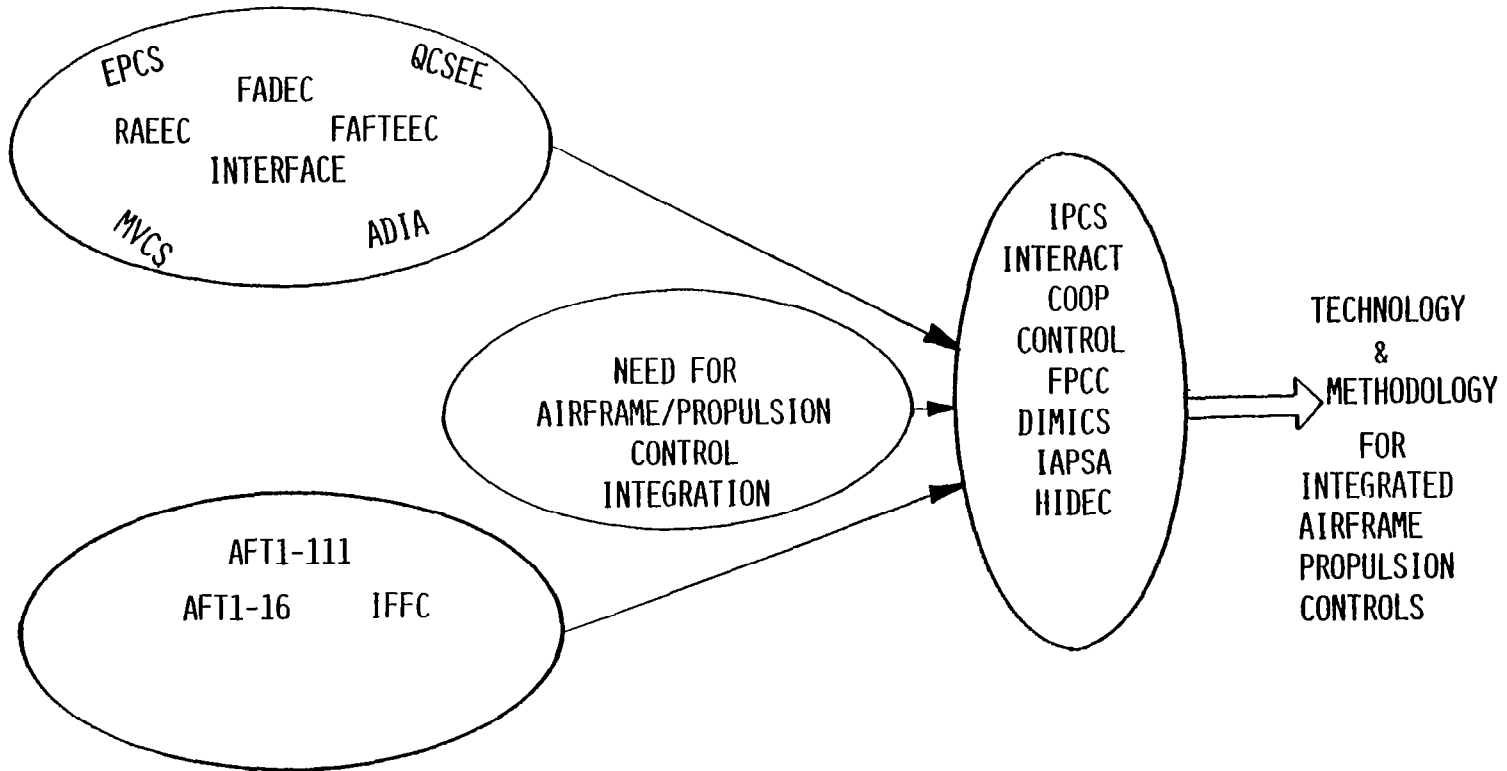 EPCS
QCSEE
FADEC
RAEEC
FAFTEEC
INTERFACE
MVCS
ADIA
NEED FOR
AIRFRAME/PROPULSION
CONTROL
INTEGRATION
AFT1-111
AFT1-16 IFFC
IPCS
INTERACT
COOP
CONTROL
FPCC
DIMICS
IAPSA
HIDEC
TECHNOLOGY
&
METHODOLOGY
FOR
INTEGRATED
AIRFRAME
PROPULSION
CONTROLS